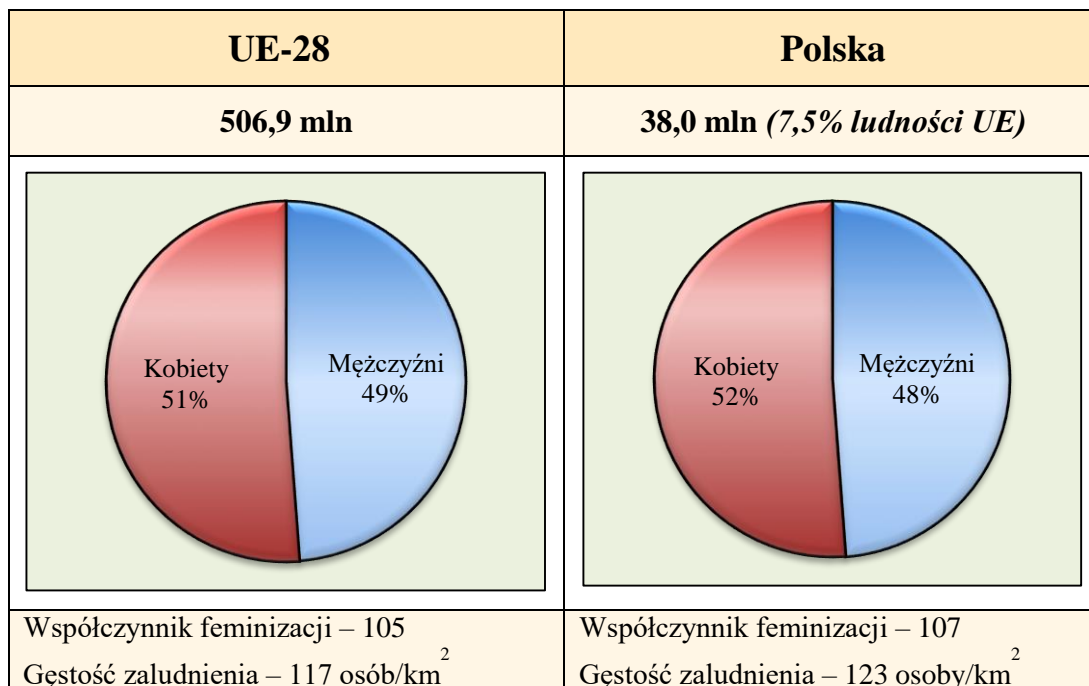 UE-28
Polska
506,9 mln
38,0 mln (7,5% ludności UE)
Kobiety
51%
Mężczyźni
49%
Kobiety
52%
Mężczyźni
48%
Współczynnik feminizacji – 105
Gęstość zaludnienia – 117 osób/km²
Współczynnik feminizacji – 107
Gęstość zaludnienia – 123 osoby/km²